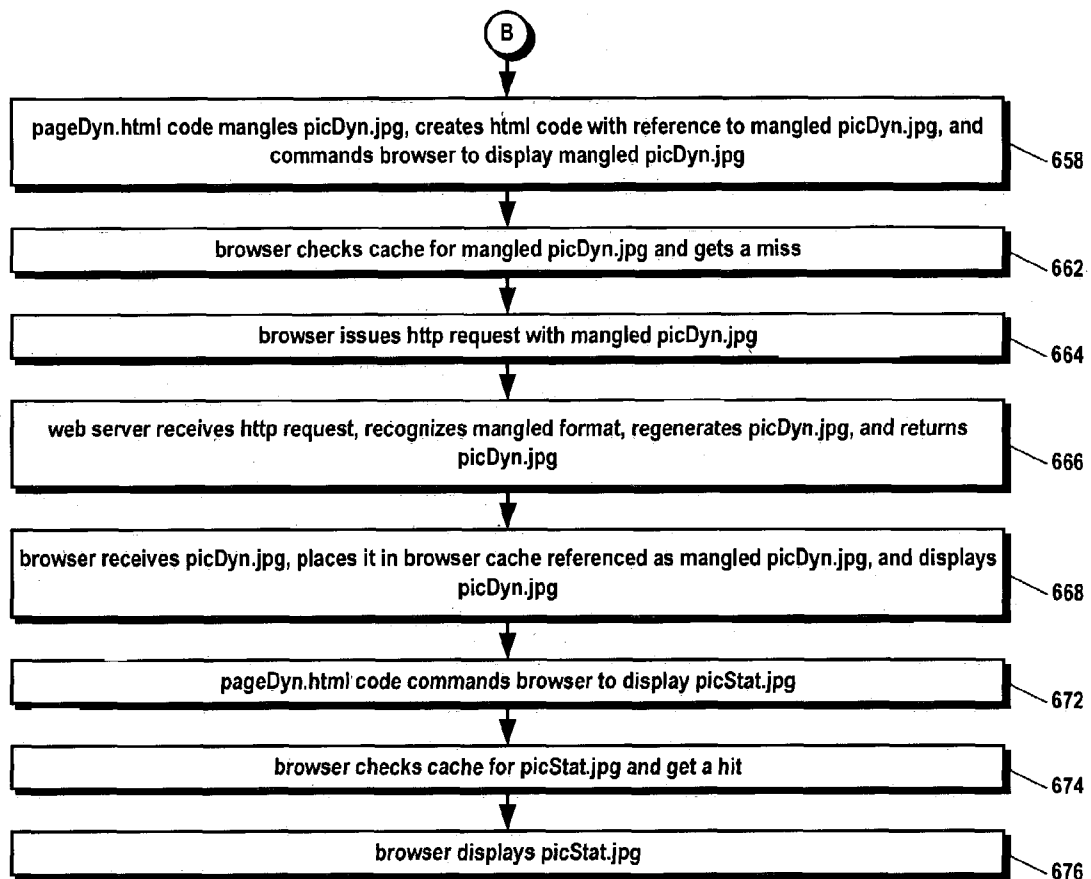 B
pageDyn.html code mangles picDyn.jpg, creates html code with reference to mangled picDyn.jpg, and
commands browser to display mangled picDyn.jpg
658
browser checks cache for mangled picDyn.jpg and gets a miss
662
browser issues http request with mangled picDyn.jpg
664
web server receives http request, recognizes mangled format, regenerates picDyn.jpg, and returns
picDyn.jpg
666
browser receives picDyn.jpg, places it in browser cache referenced as mangled picDyn.jpg, and displays
picDyn.jpg
668
pageDyn.html code commands browser to display picStat.jpg
672
browser checks cache for picStat.jpg and get a hit
674
browser displays picStat.jpg
676